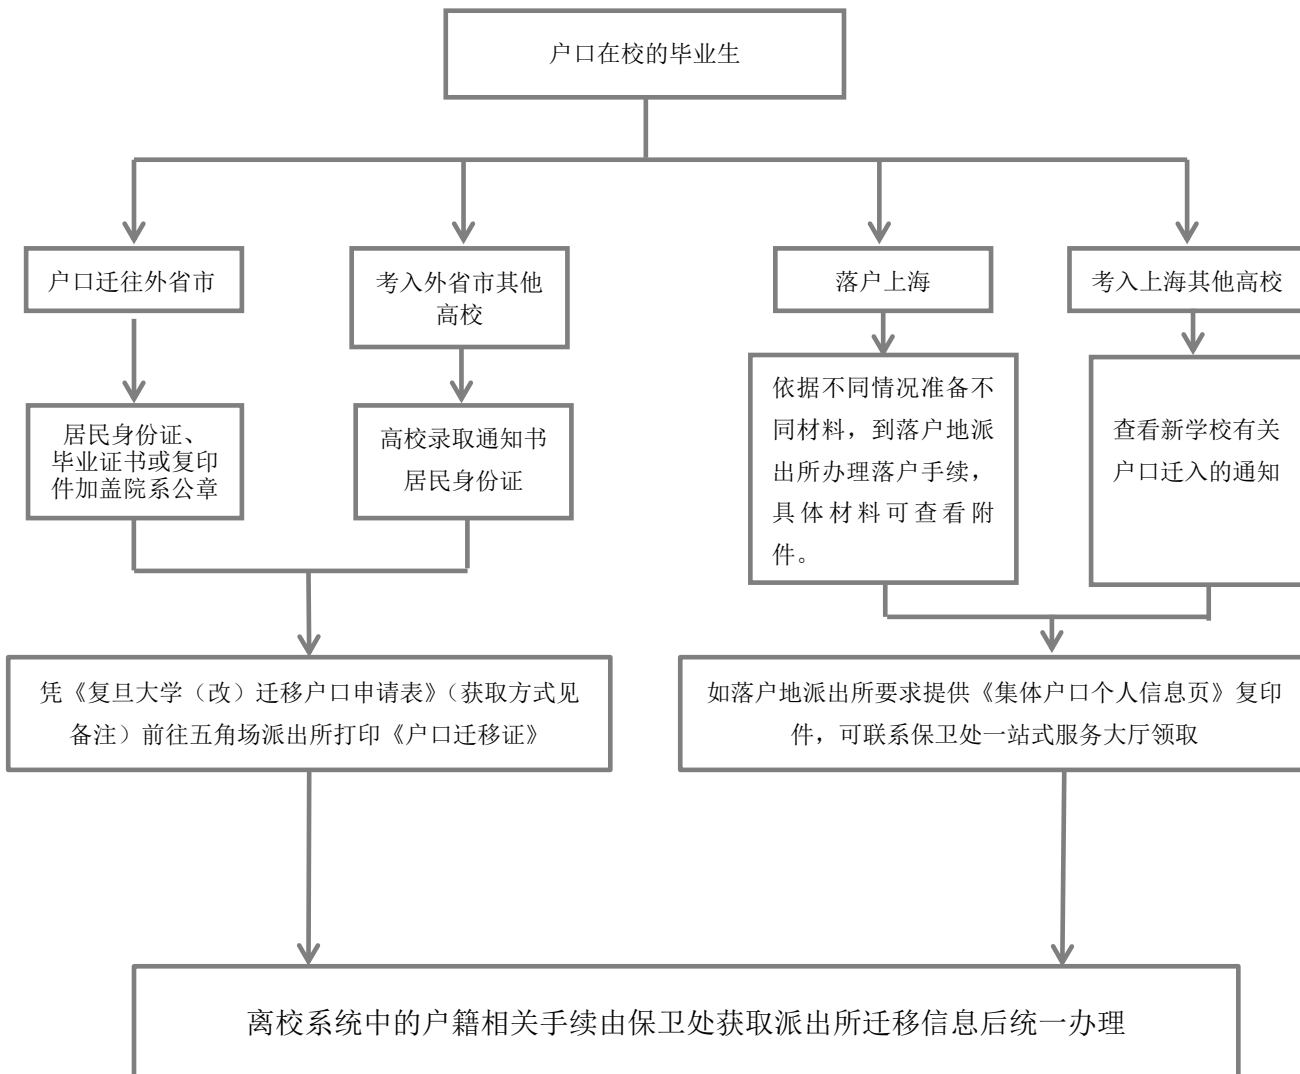 户口在校的毕业生
户口迁往外省市
考入外省市其他
高校
落户上海
考入上海其他高校
居民身份证、
毕业证书或复印
件加盖院系公章
高校录取通知书
居民身份证
依据不同情况准备不
同材料，到落户地派
出所办理落户手续，
具体材料可查看附
件。
查看新学校有关
户口迁入的通知
凭《复旦大学（改）迁移户口申请表》（获取方式见
备注）前往五角场派出所打印《户口迁移证》
如落户地派出所要求提供《集体户口个人信息页》复印
件，可联系保卫处一站式服务大厅领取
离校系统中的户籍相关手续由保卫处获取派出所迁移信息后统一办理